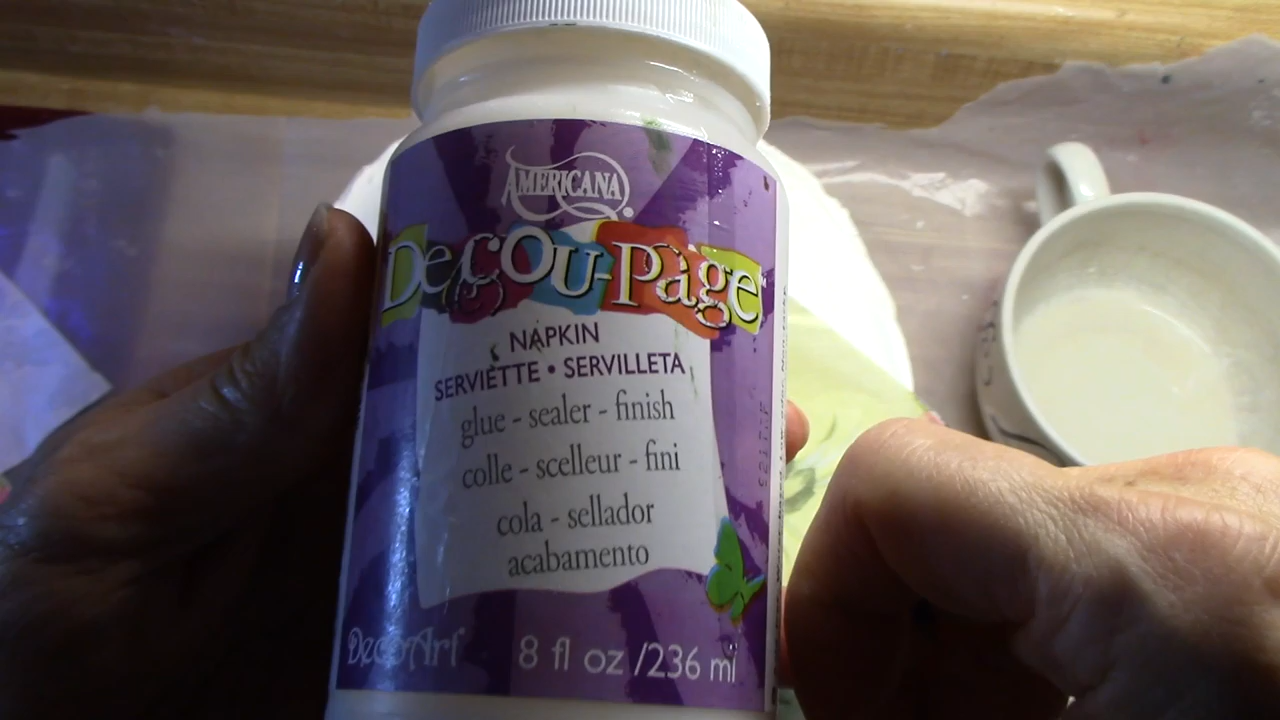 AMERICANA
Decou-Page™
NAPKIN
SERVIETTE • SERVILLETA
glue - sealer - finish
colle - scelleur - fini
cola - sellador
acabamento
DecoArt
8 fl oz /236 ml